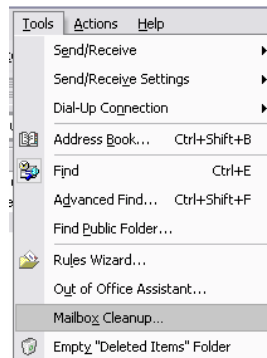 Tools Actions Help
Send/Receive
Send/Receive Settings
Dial-Up Connection
Address Book... Ctrl+Shift+B
Find Ctrl+E
Advanced Find... Ctrl+Shift+F
Find Public Folder...
Rules Wizard...
Out of Office Assistant...
Mailbox Cleanup...
Empty "Deleted Items" Folder